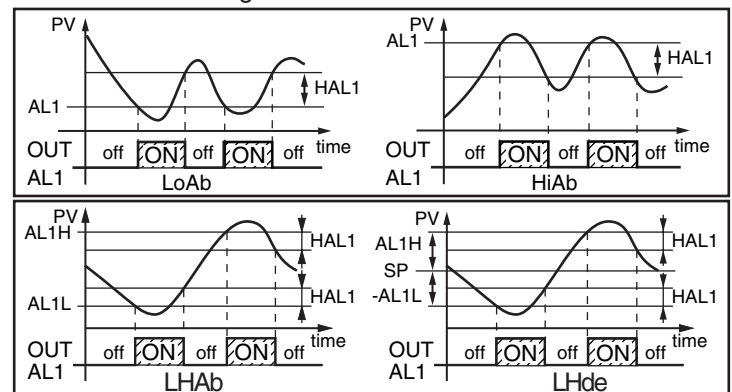 PV
AL1
HAL1
OUT off ON off ON off time
AL1
LoAb
PV
AL1
HAL1
OUT off ON off ON off time
AL1
HiAb
PV
AL1H
HAL1
AL1L
HAL1
OUT off ON off ON off time
AL1
LHAb
PV
AL1H
HAL1
SP
-AL1L
HAL1
OUT off ON off ON off time
AL1
LHde